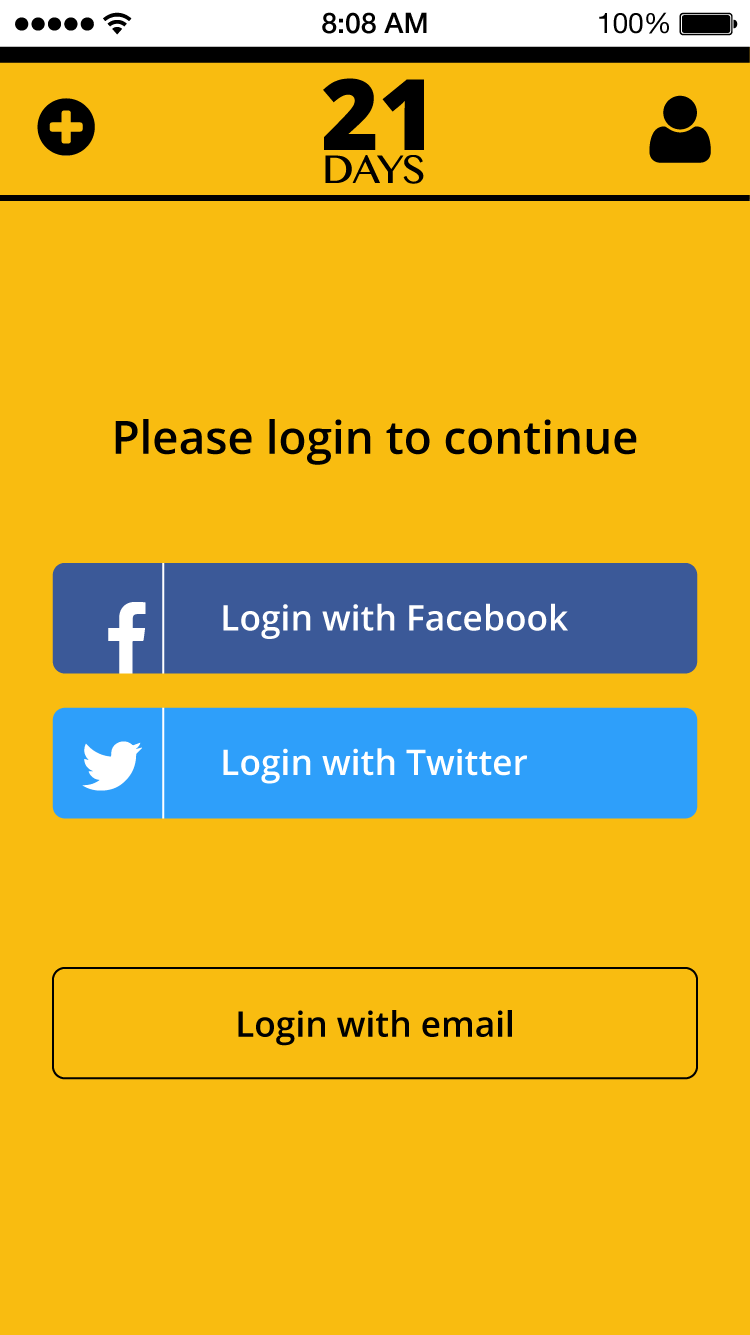 8:08 AM 100%
21
DAYS
Please login to continue
Login with Facebook
Login with Twitter
Login with email